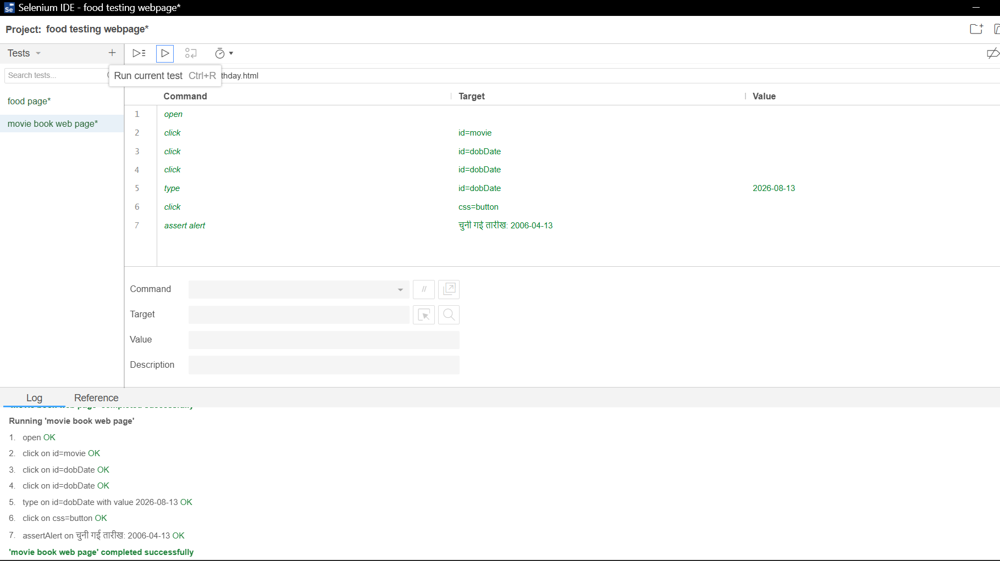 Selenium IDE - food testing webpage*
Project: food testing webpage*
Tests
Search tests...
Run current test Ctrl+R
thday.html
food page*
movie book web page*
Command Target Value
1 open
2 click id=movie
3 click id=dobDate
4 click id=dobDate
5 type id=dobDate 2026-08-13
6 click css=button
7 assert alert चुनी गई तारीख: 2006-04-13
Command
//
Target
Value
Description
Log Reference
'movie book web page' completed successfully
Running 'movie book web page'
1. open OK
2. click on id=movie OK
3. click on id=dobDate OK
4. click on id=dobDate OK
5. type on id=dobDate with value 2026-08-13 OK
6. click on css=button OK
7. assertAlert on चुनी गई तारीख: 2006-04-13 OK
'movie book web page' completed successfully